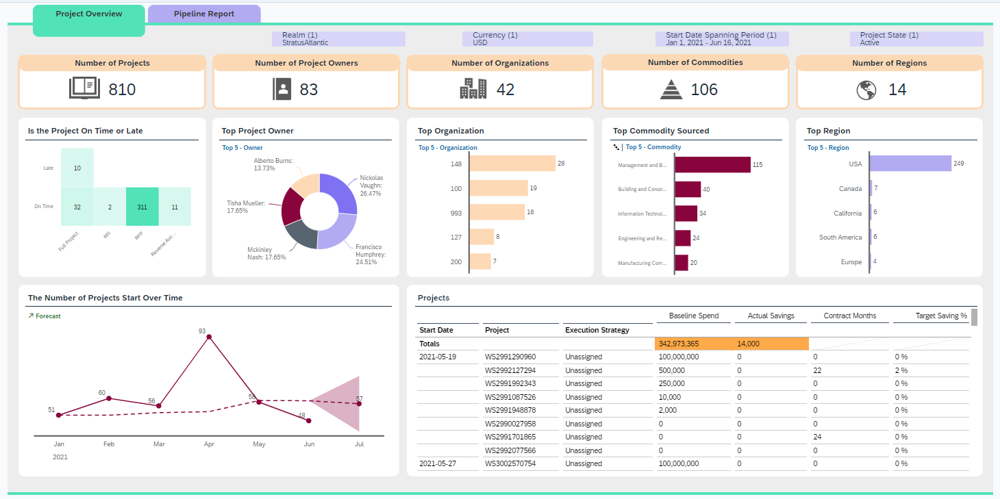 Project Overview
Pipeline Report
Realm (1)
StratusAtlantic
Currency (1)
USD
Start Date Spanning Period (1)
Jan 1, 2021 - Jun 16, 2021
Project State (1)
Active
Number of Projects
810
Number of Project Owners
83
Number of Organizations
42
Number of Commodities
106
Number of Regions
14
Is the Project On Time or Late
Late
10
On Time
32 2 311 11
Full Project
RFI
RFP
Reverse Auc...
Top Project Owner
Top 5 - Owner
Alberto Burns:
13.73%
Nickolas
Vaughn:
26.47%
Tisha Mueller:
17.65%
Mckinley
Nash: 17.65%
Francisco
Humphrey:
24.51%
Top Organization
Top 5 - Organization
148 28
100 19
993 18
127 8
200 7
Top Commodity Sourced
Top 5 - Commodity
Management and B... 115
Building and Constr... 40
Information Technol... 34
Engineering and Re... 24
Manufacturing Com... 20
Top Region
Top 5 - Region
USA 249
Canada 7
California 6
South America 6
Europe 4
The Number of Projects Start Over Time
Forecast
51
60
56
93
58
48
57
Jan Feb Mar Apr May Jun Jul
2021
Projects
Baseline Spend Actual Savings Contract Months Target Saving %
Start Date Project Execution Strategy
Totals 342,973,365 14,000
2021-05-19 WS2991290960 Unassigned 100,000,000 0 0 0 %
WS2992127294 Unassigned 500,000 0 22 2 %
WS2991992343 Unassigned 250,000 0 0 0 %
WS2991087526 Unassigned 10,000 0 0 0 %
WS2991948878 Unassigned 2,000 0 0 0 %
WS2990027958 Unassigned 0 0 0 0 %
WS2991701865 Unassigned 0 0 24 0 %
WS2992077566 Unassigned 0 0 0 0 %
2021-05-27 WS3002570754 Unassigned 100,000,000 0 0 0 %